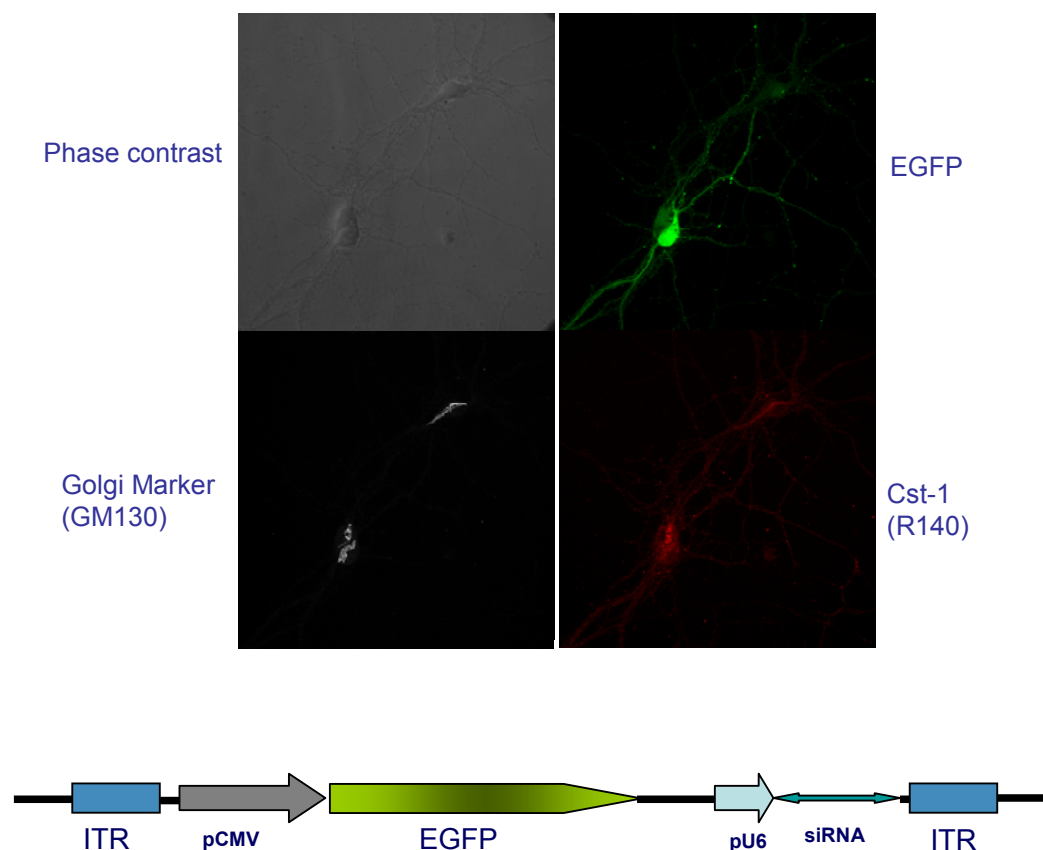 Phase contrast
EGFP
Golgi Marker
(GM130)
Cst-1
(R140)
ITR
pCMV
EGFP
pU6
siRNA
ITR